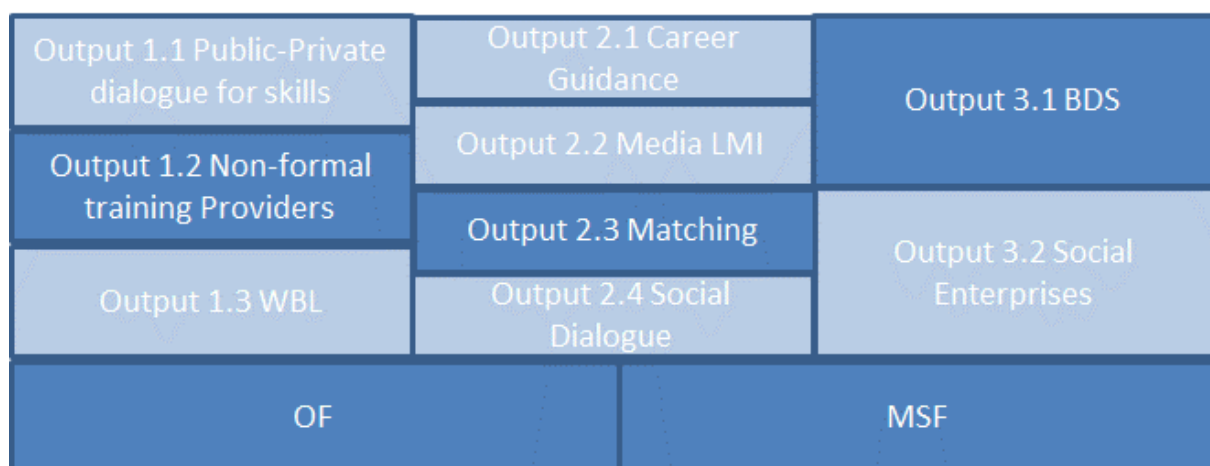 Output 1.1 Public-Private
dialogue for skills
Output 1.2 Non-formal
training Providers
Output 1.3 WBL
Output 2.1 Career
Guidance
Output 2.2 Media LMI
Output 2.3 Matching
Output 2.4 Social
Dialogue
Output 3.1 BDS
Output 3.2 Social
Enterprises
OF
MSF